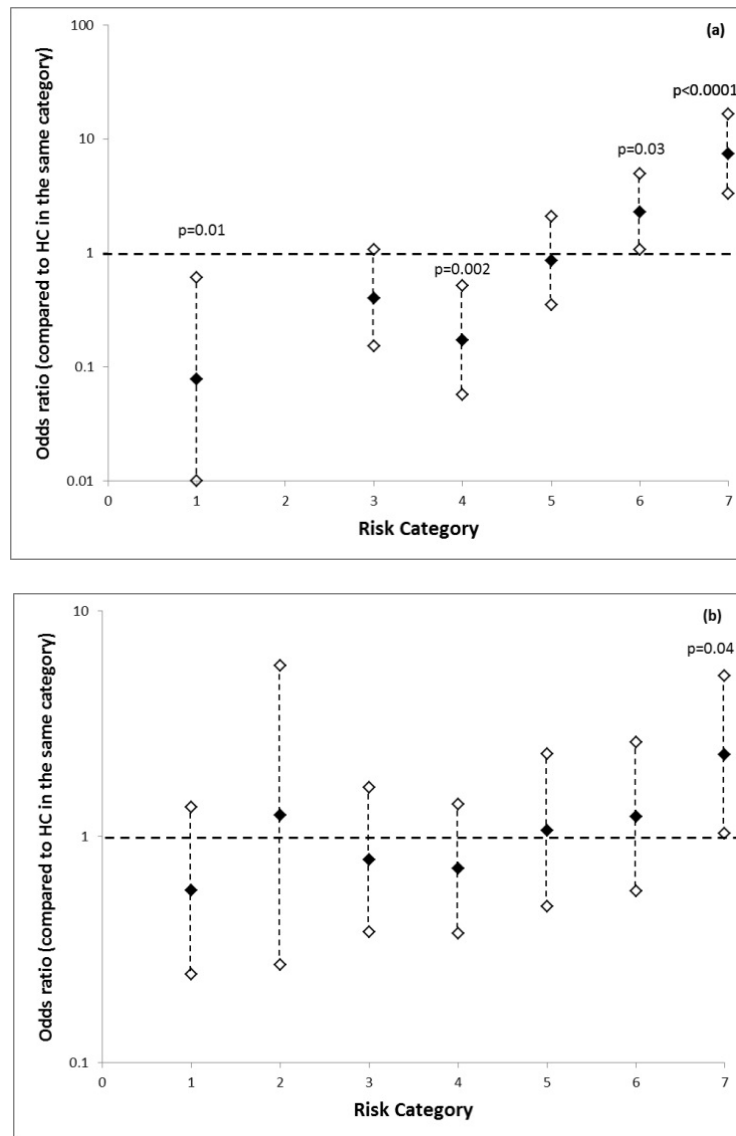 (a)
100
10
1
0.1
0.01
p<0.0001
p=0.03
p=0.01
p=0.002
0 1 2 3 4 5 6 7
Risk Category
Odds ratio (compared to HC in the same category)
(b)
10
1
0.1
p=0.04
0 1 2 3 4 5 6 7
Risk Category
Odds ratio (compared to HC in the same category)